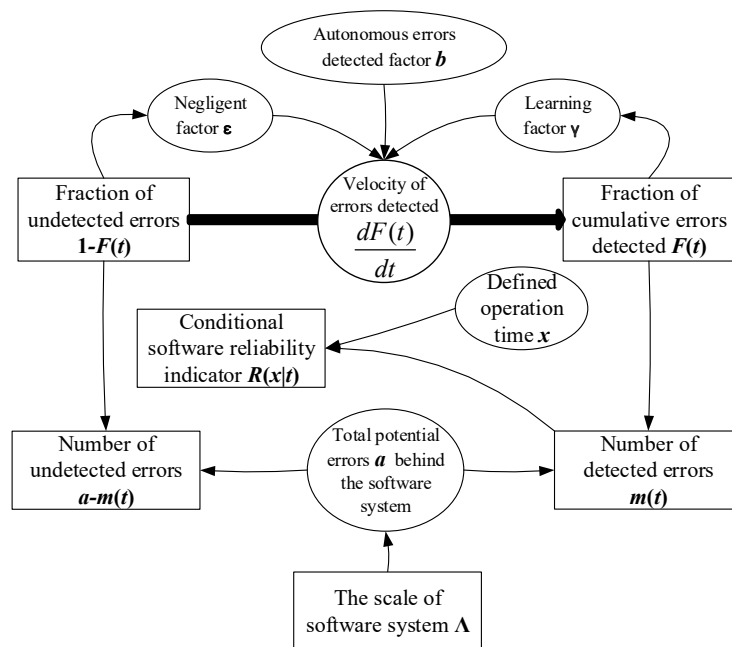 Autonomous errors
detected factor b
Negligent
factor ε
Learning
factor γ
Fraction of
undetected errors
1-F(t)
Velocity of
errors detected
dF(t)
dt
Fraction of
cumulative errors
detected F(t)
Defined
operation
time x
Conditional
software reliability
indicator R(x|t)
Number of
undetected errors
a-m(t)
Total potential
errors a behind
the software
system
Number of
detected errors
m(t)
The scale of
software system Λ